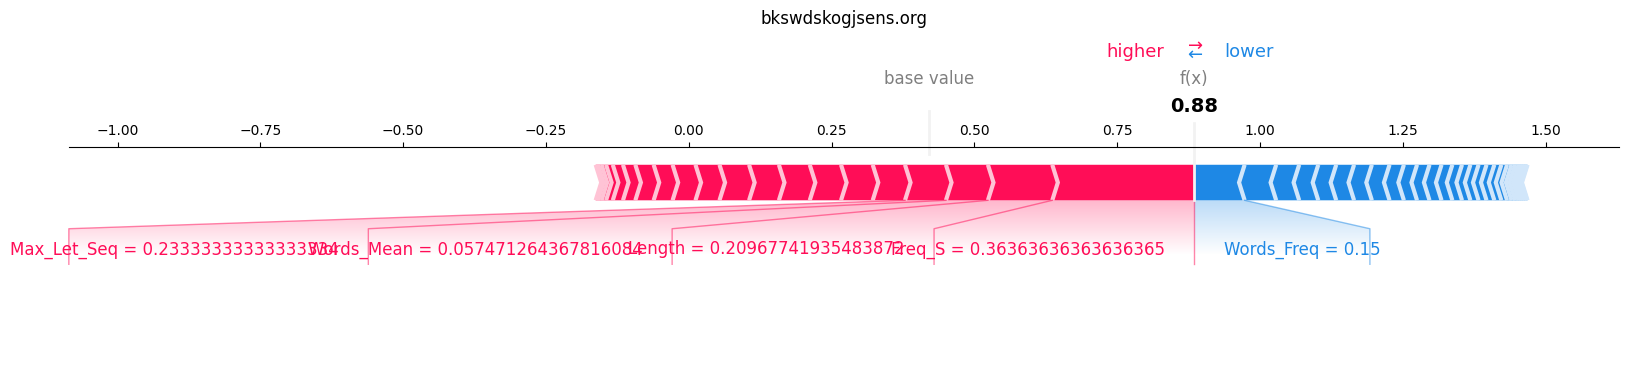 bkswdskogjsens.org
higher → ← lower
base value f(x)
0.88
−1.00 −0.75 −0.50 −0.25 0.00 0.25 0.50 0.75 1.00 1.25 1.50
Max_Let_Seq = 0.23333333333333334 Words_Mean = 0.05747126436781608​4 Length = 0.20967741935483872 Freq_S = 0.36363636363636365 Words_Freq = 0.15